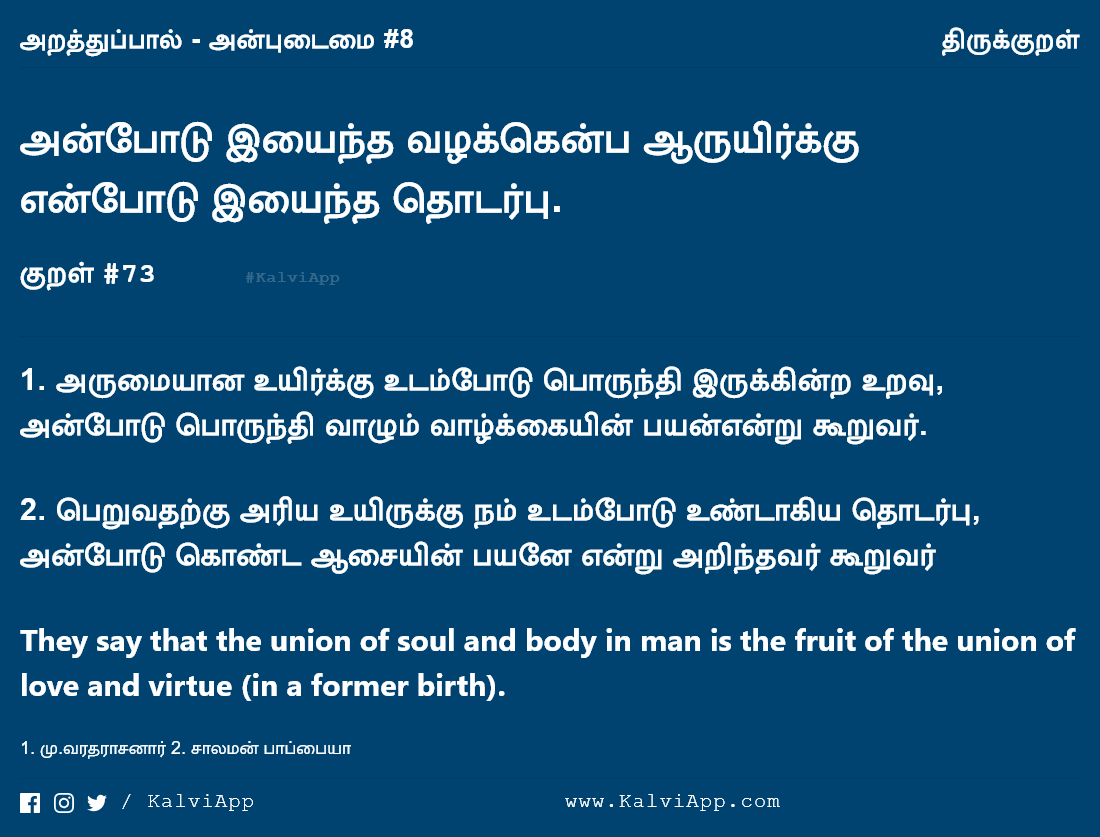 அறத்துப்பால் - அன்புடைமை #8
திருக்குறள்
அன்போடு இயைந்த வழக்கென்ப ஆருயிர்க்கு
என்போடு இயைந்த தொடர்பு.
குறள் #73
#KalviApp
1. அருமையான உயிர்க்கு உடம்போடு பொருந்தி இருக்கின்ற உறவு,
அன்போடு பொருந்தி வாழும் வாழ்க்கையின் பயன்என்று கூறுவர்.
2. பெறுவதற்கு அரிய உயிருக்கு நம் உடம்போடு உண்டாகிய தொடர்பு,
அன்போடு கொண்ட ஆசையின் பயனே என்று அறிந்தவர் கூறுவர்
They say that the union of soul and body in man is the fruit of the union of
love and virtue (in a former birth).
1. மு.வரதராசனார் 2. சாலமன் பாப்பையா
/ KalviApp
www.KalviApp.com